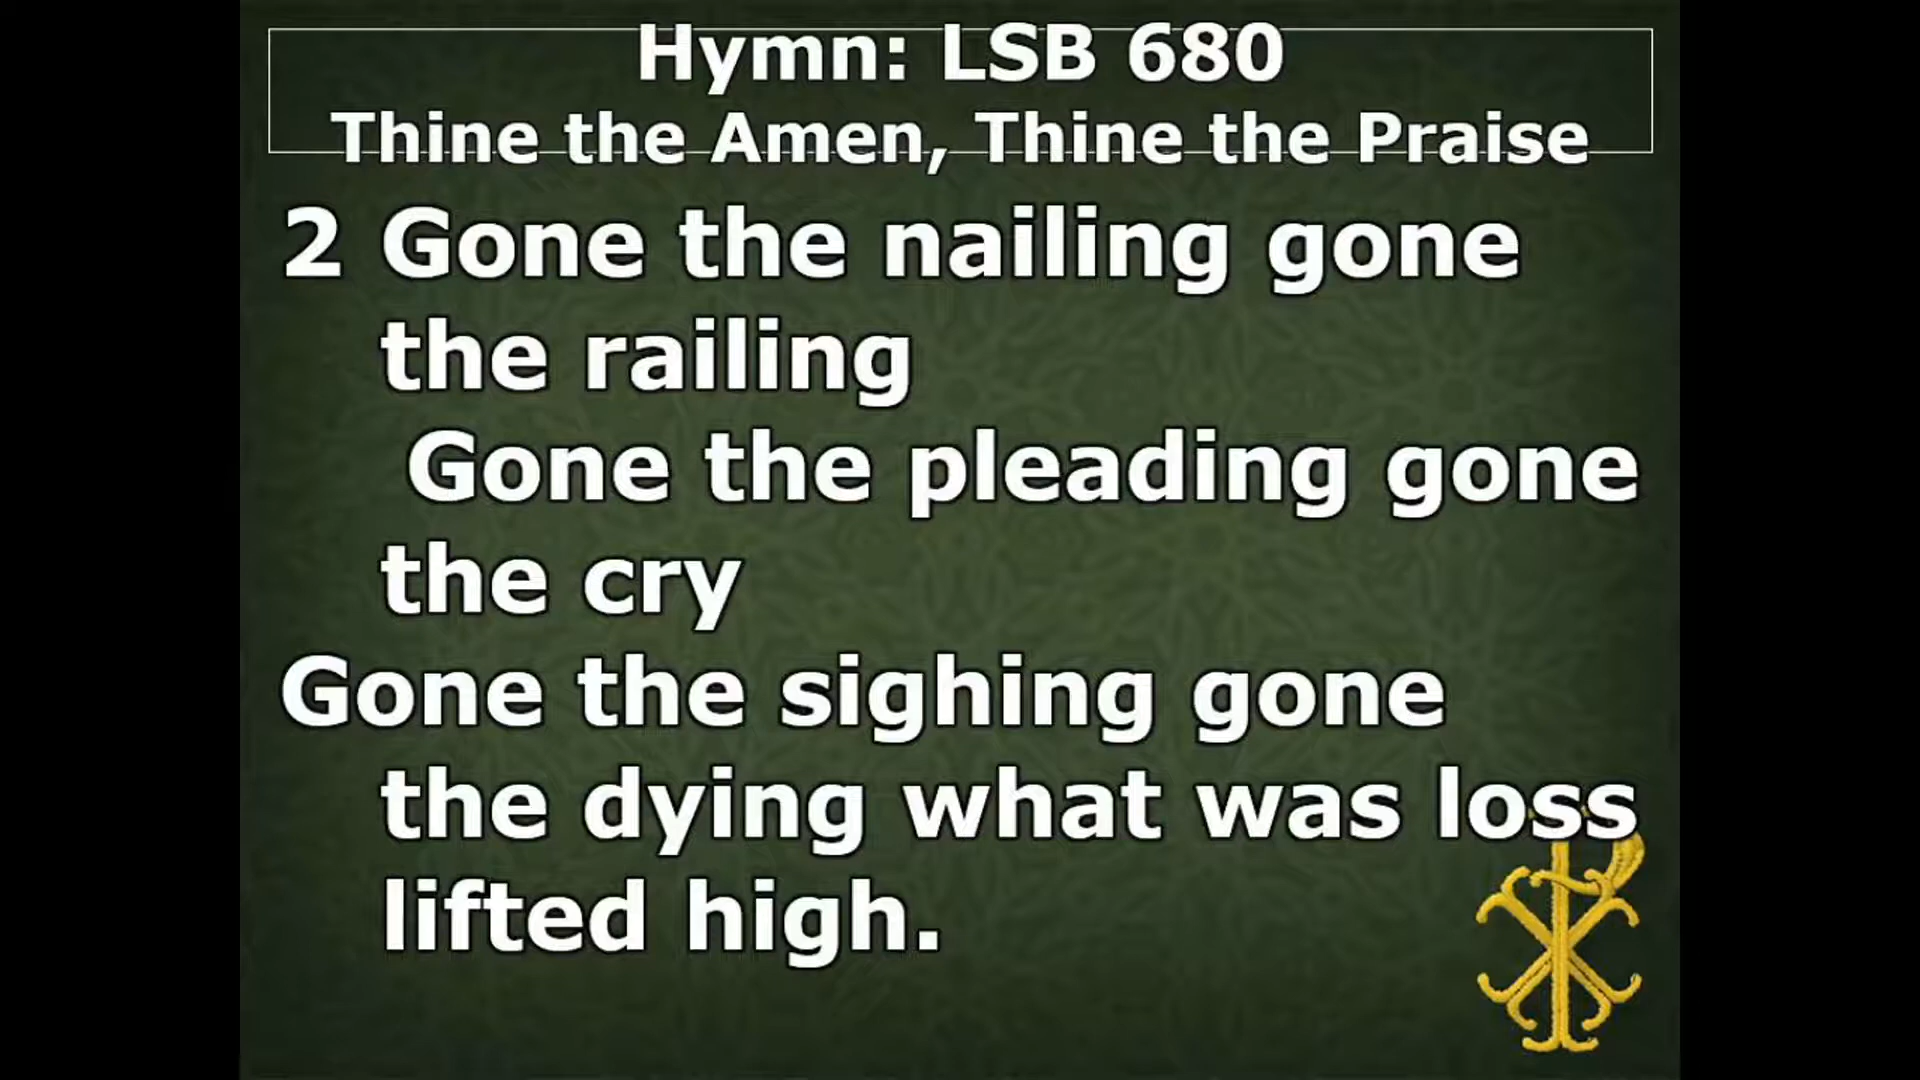 Hymn: LSB 680
Thine the Amen, Thine the Praise
2 Gone the nailing gone
the railing
Gone the pleading gone
the cry
Gone the sighing gone
the dying what was loss
lifted high.